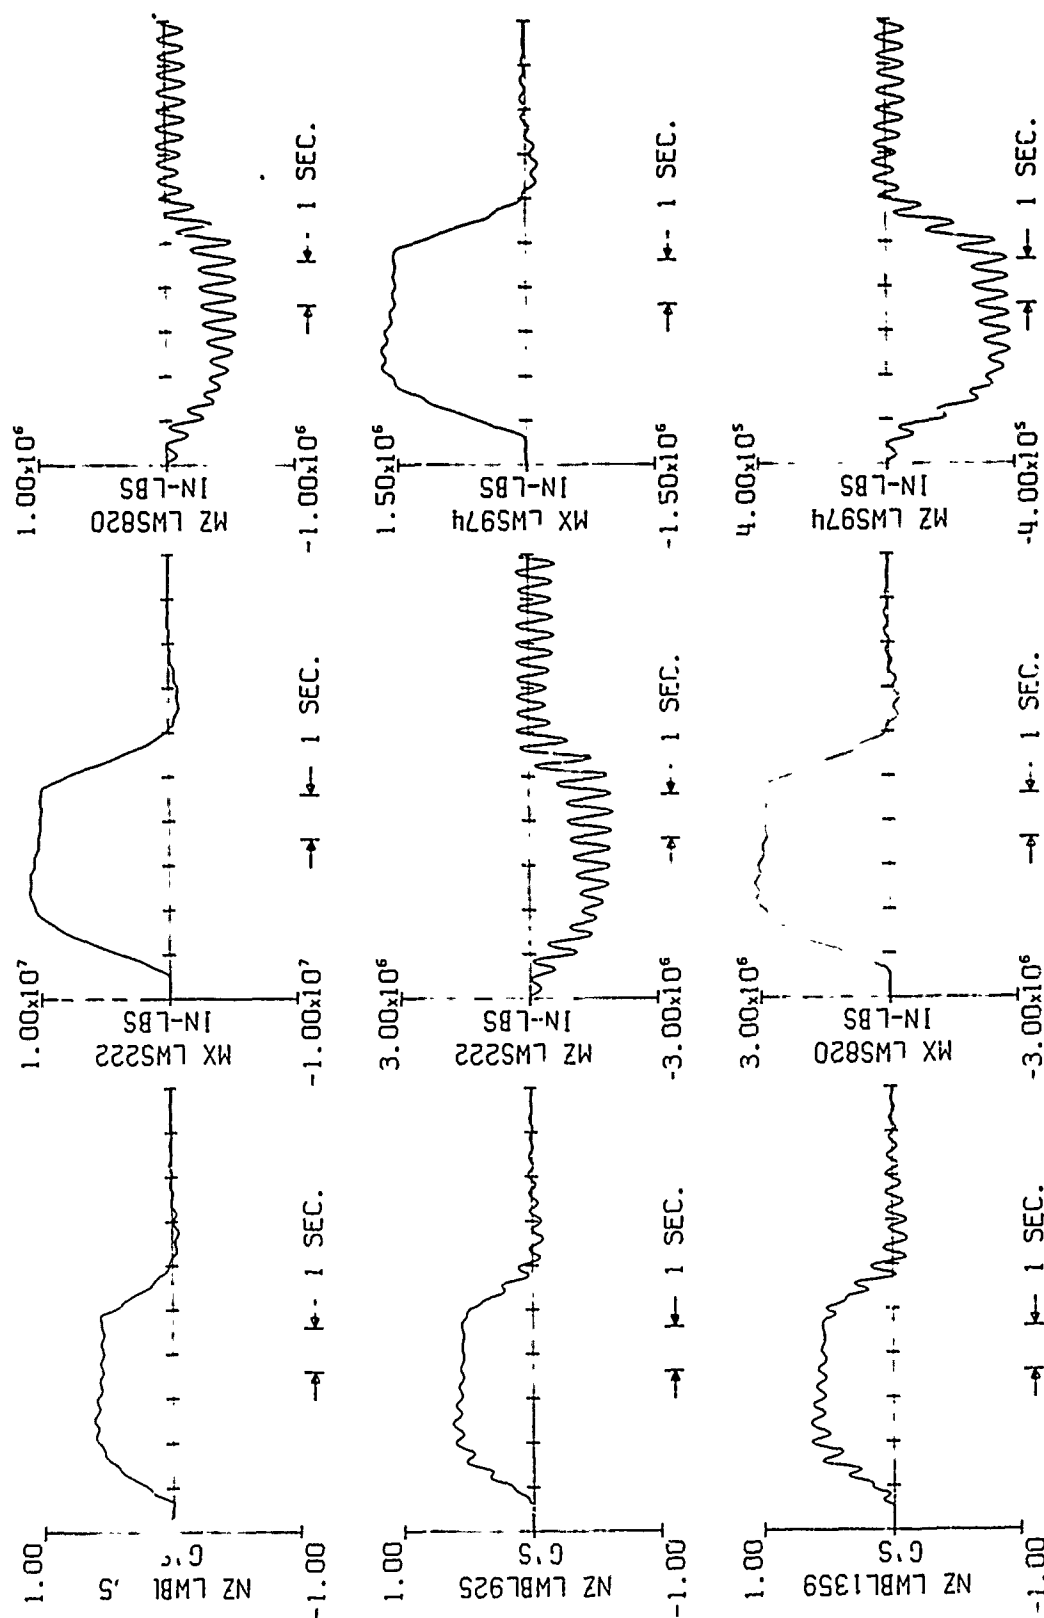 1.00
NZ LWBL .5
G'S
-1.00
1 SEC.
1.00x10⁷
MX LWS222
IN-LBS
-1.00x10⁷
1 SEC.
1.00x10⁶
MZ LWS820
IN-LBS
-1.00x10⁶
1 SEC.
1.00
NZ LWBL925
G'S
-1.00
1 SEC.
3.00x10⁶
MZ LWS222
IN-LBS
-3.00x10⁶
1 SEC.
1.50x10⁶
MX LWS974
IN-LBS
-1.50x10⁶
1 SEC.
1.00
NZ LWBL1359
G'S
-1.00
1 SEC.
3.00x10⁶
MX LWS820
IN-LBS
-3.00x10⁶
1 SEC.
4.00x10⁵
MZ LWS974
IN-LBS
-4.00x10⁵
1 SEC.